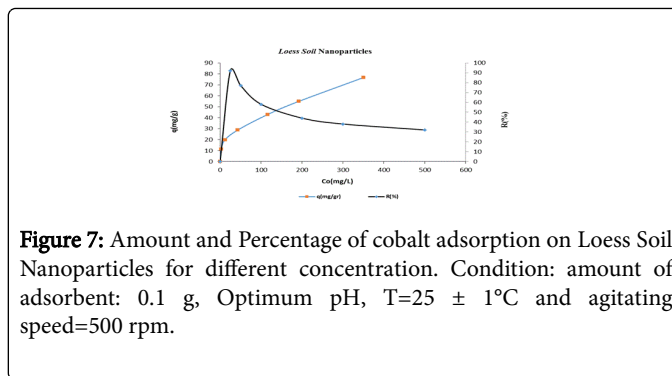 Loess Soil Nanoparticles
90
80
70
60
50
40
30
20
10
0
q(mg/g)
100
90
80
70
60
50
40
30
20
10
0
R(%)
0 100 200 300 400 500 600
Co(mg/L)
q(mg/gr) R(%)
Figure 7: Amount and Percentage of cobalt adsorption on Loess Soil
Nanoparticles for different concentration. Condition: amount of
adsorbent: 0.1 g, Optimum pH, T=25 ± 1°C and agitating
speed=500 rpm.